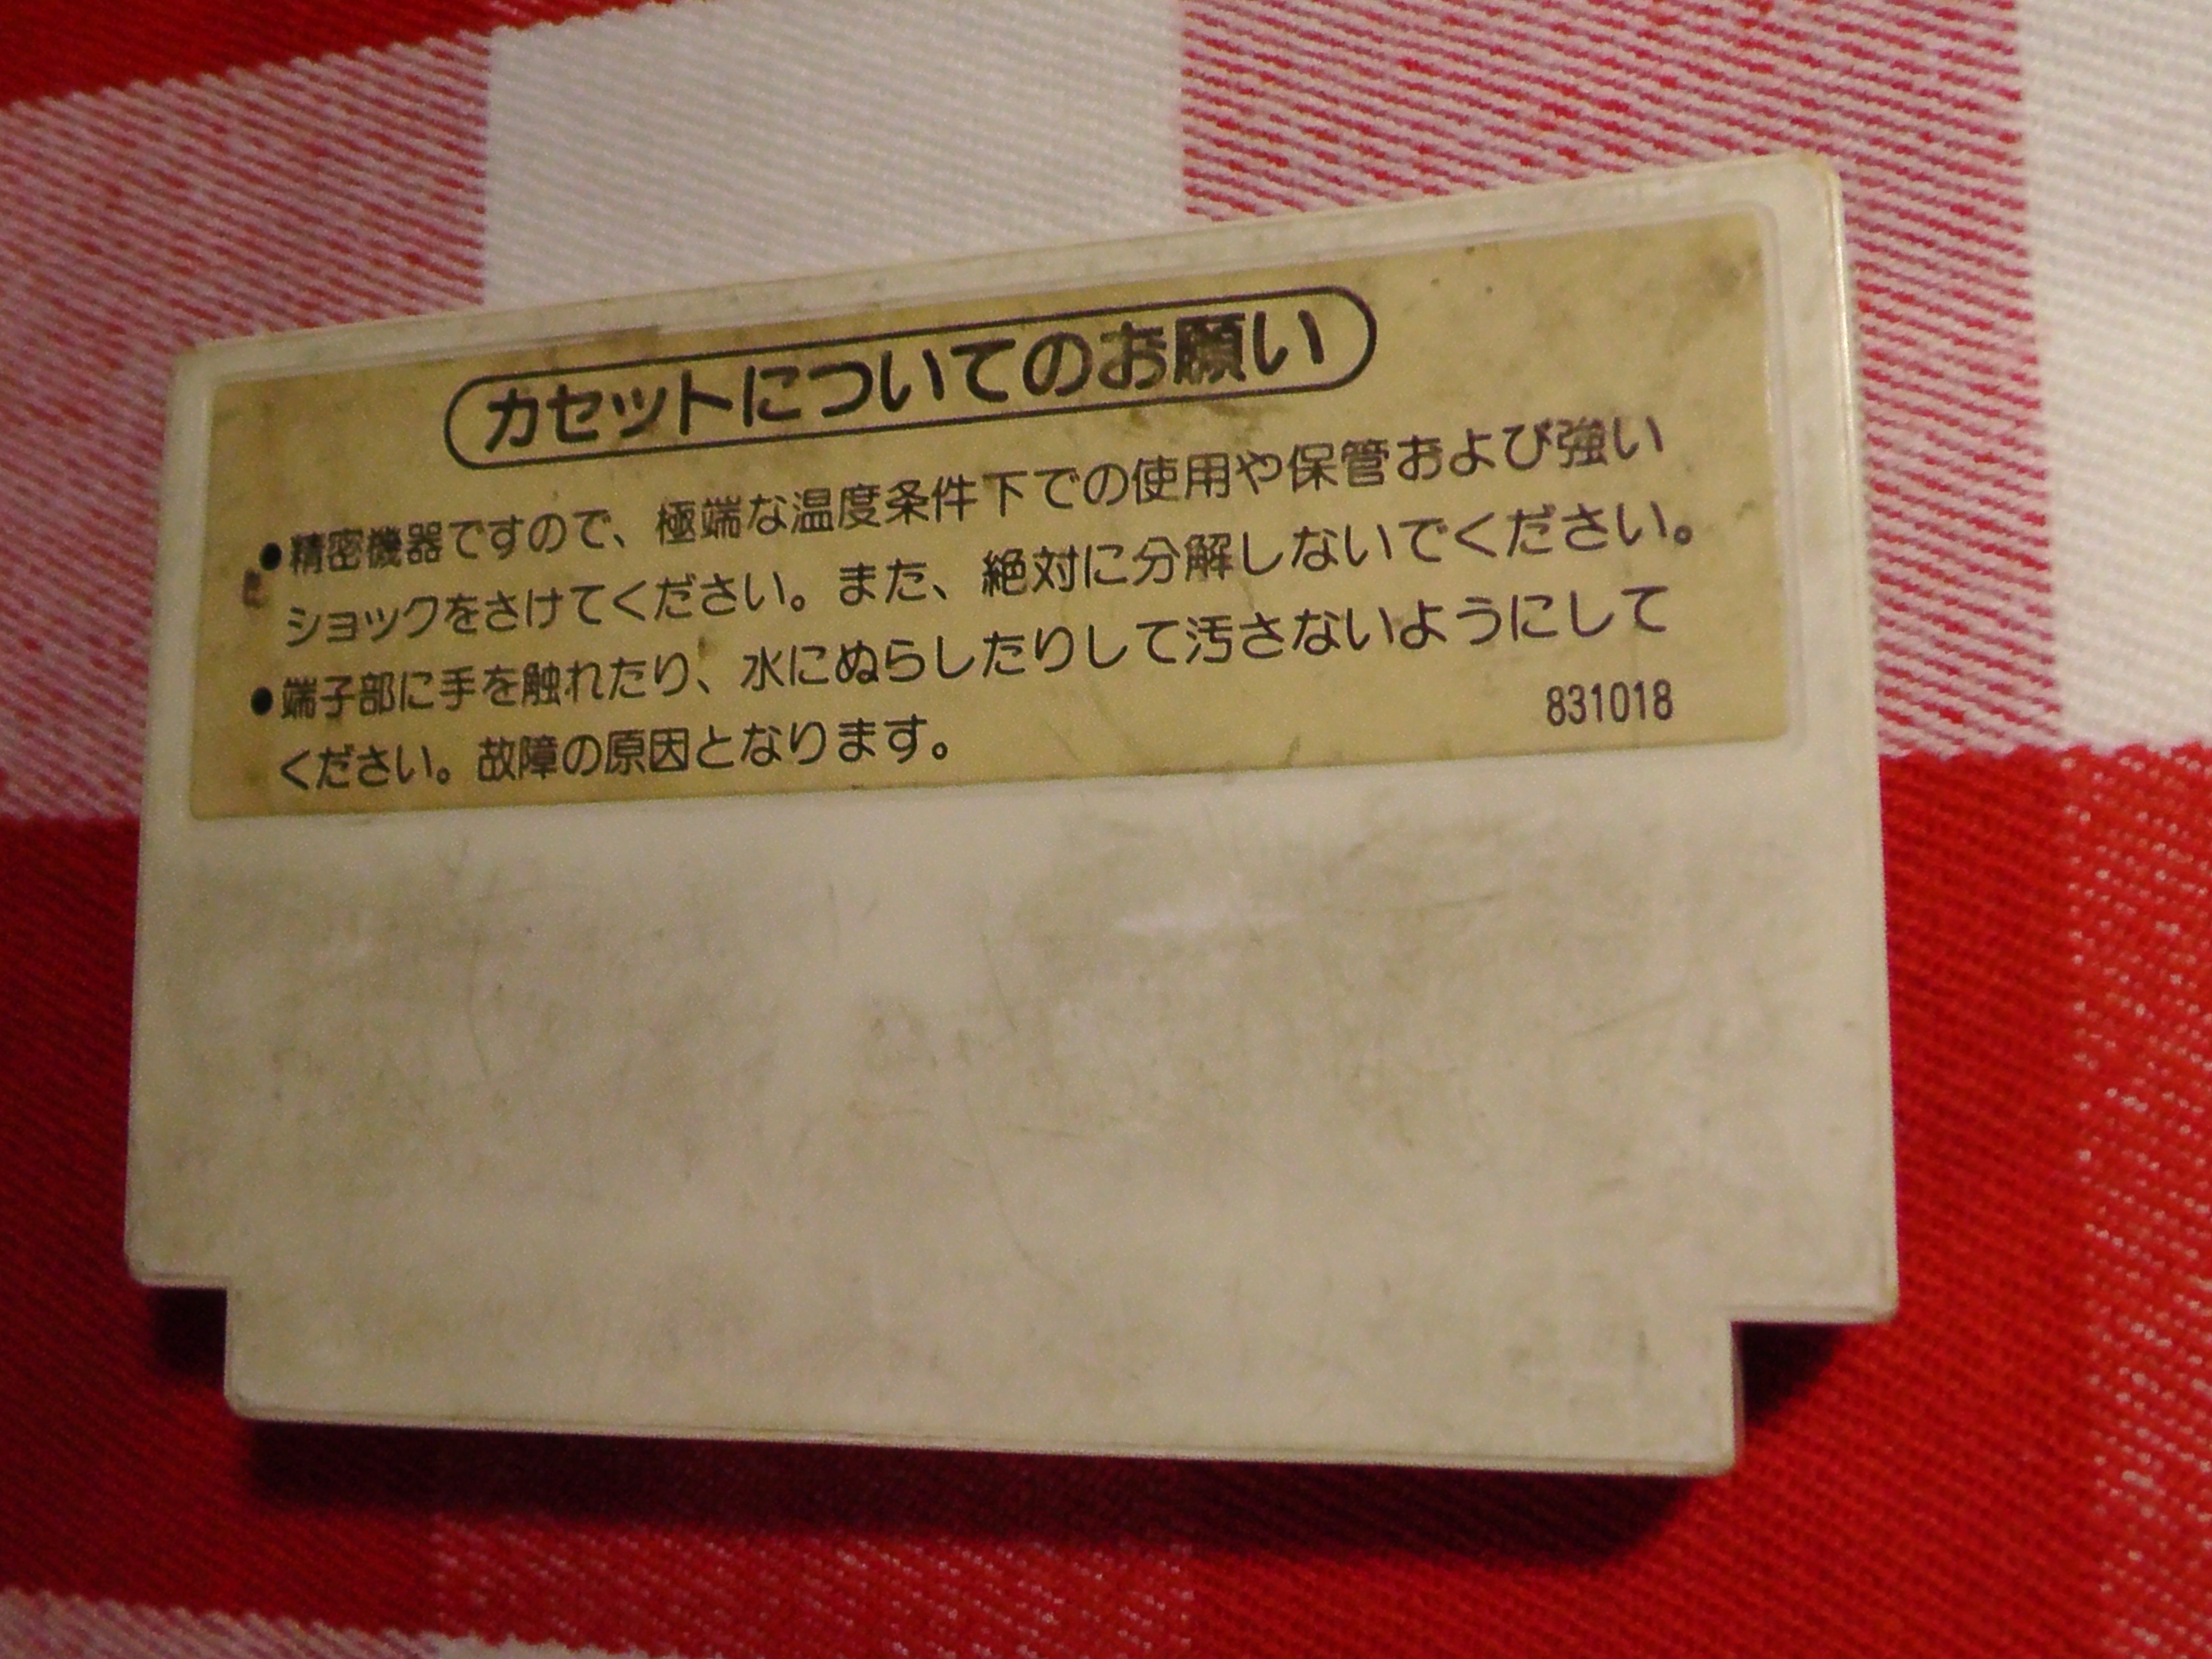 カセットについてのお願い
●精密機器ですので、極端な温度条件下での使用や保管および強い
ショックをさけてください。また、絶対に分解しないでください。
●端子部に手を触れたり、水にぬらしたりして汚さないようにして
ください。故障の原因となります。
831018